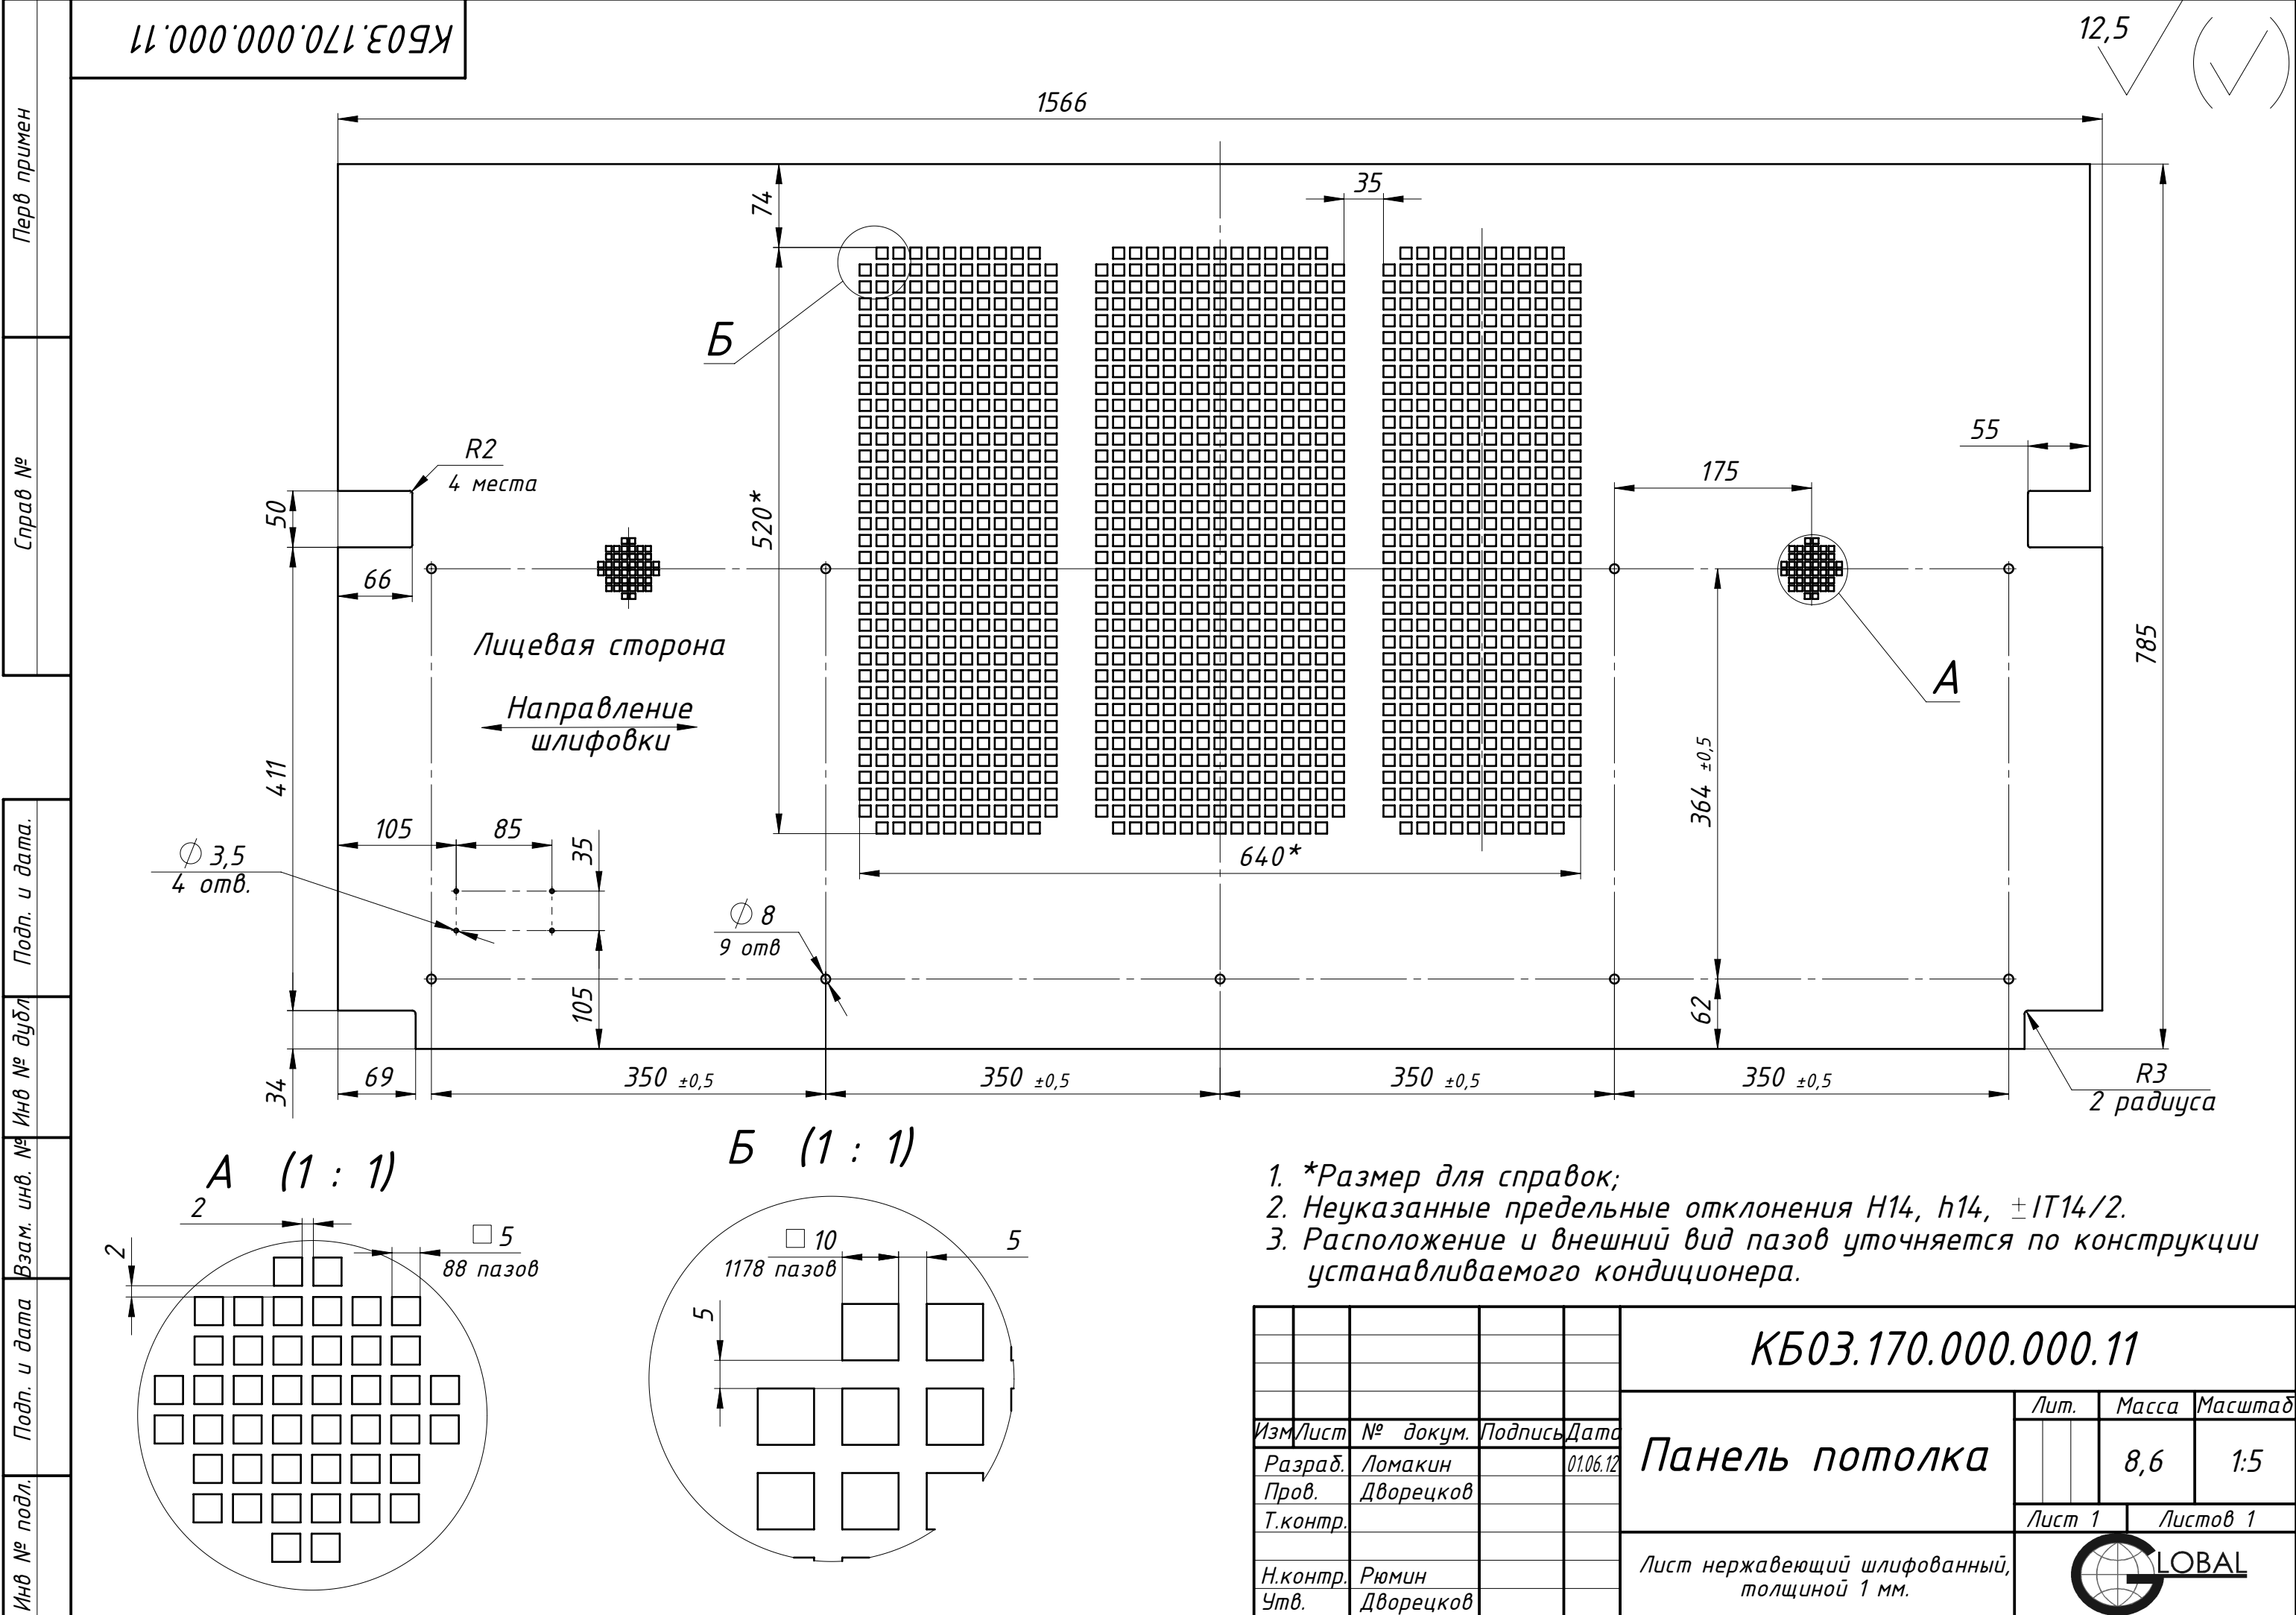 КБ03.170.000.000.11
12,5
Перв примен
Справ №
Подп. и дата.
Инв № дубл
Взам. инв. №
Подп. и дата
Инв № подл.
1566
74
35
Б
R2
4 места
50
66
520*
55
175
785
Лицевая сторона
Направление
шлифовки
А
411
364 ±0,5
105
85
35
⌀ 3,5
4 отв.
640*
⌀ 8
9 отв
105
62
34
69
350 ±0,5
350 ±0,5
350 ±0,5
350 ±0,5
R3
2 радиуса
А (1 : 1)
2
2
□ 5
88 пазов
Б (1 : 1)
□ 10
1178 пазов
5
5
1. *Размер для справок;
2. Неуказанные предельные отклонения H14, h14, ±IT14/2.
3. Расположение и внешний вид пазов уточняется по конструкции
устанавливаемого кондиционера.
КБ03.170.000.000.11
Изм Лист № докум. Подпись Дата
Разраб. Ломакин 01.06.12
Пров. Дворецков
Т.контр.
Н.контр. Рюмин
Утв. Дворецков
Панель потолка
Лит. Масса Масштаб
8,6 1:5
Лист 1 Листов 1
Лист нержавеющий шлифованный,
толщиной 1 мм.
GLOBAL